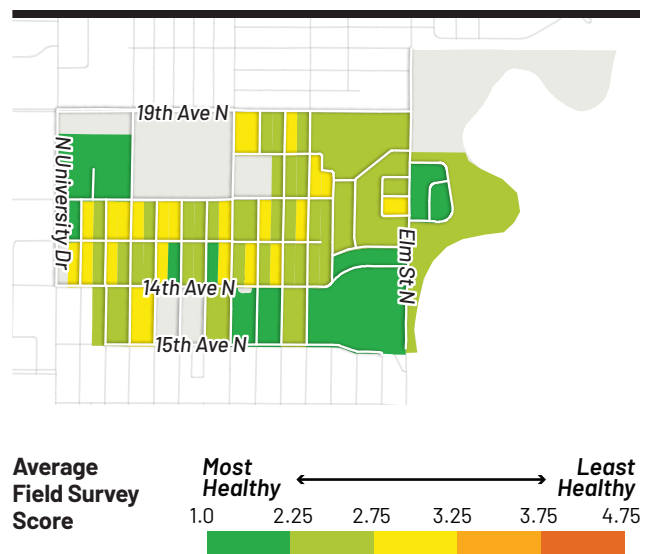 19th Ave N
N University Dr
Elm St N
14th Ave N
15th Ave N
Average
Field Survey
Score
Most
Healthy
Least
Healthy
1.0 2.25 2.75 3.25 3.75 4.75